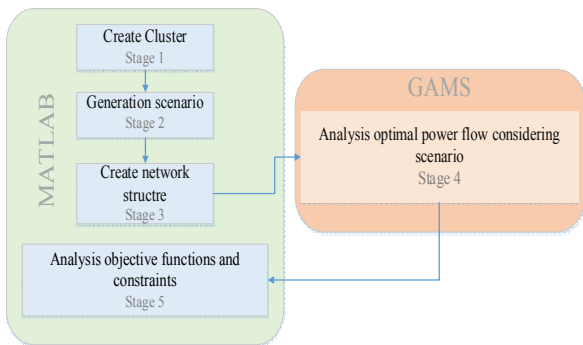 MATLAB
Create Cluster
Stage 1
Generation scenario
Stage 2
Create network
structre
Stage 3
GAMS
Analysis optimal power flow considering
scenario
Stage 4
Analysis objective functions and
constraints
Stage 5